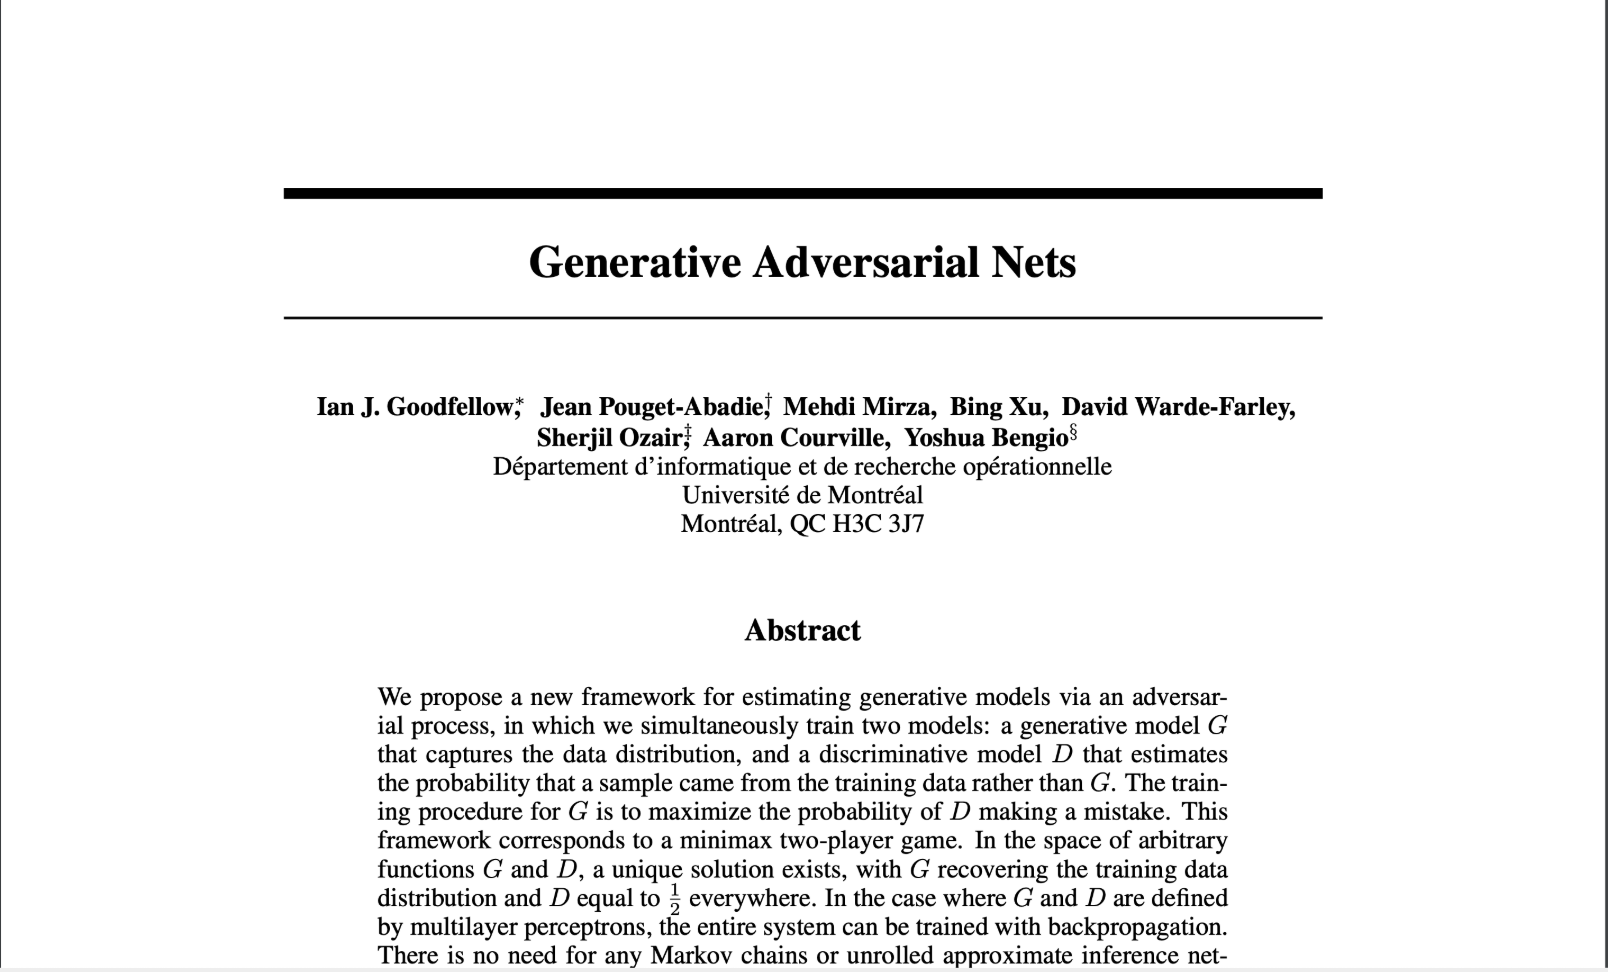 Generative Adversarial Nets
Ian J. Goodfellow,* Jean Pouget-Abadie,† Mehdi Mirza, Bing Xu, David Warde-Farley,
Sherjil Ozair,‡ Aaron Courville, Yoshua Bengio§
Département d'informatique et de recherche opérationnelle
Université de Montréal
Montréal, QC H3C 3J7
Abstract
We propose a new framework for estimating generative models via an adversar-
ial process, in which we simultaneously train two models: a generative model G
that captures the data distribution, and a discriminative model D that estimates
the probability that a sample came from the training data rather than G. The train-
ing procedure for G is to maximize the probability of D making a mistake. This
framework corresponds to a minimax two-player game. In the space of arbitrary
functions G and D, a unique solution exists, with G recovering the training data
distribution and D equal to 1/2 everywhere. In the case where G and D are defined
by multilayer perceptrons, the entire system can be trained with backpropagation.
There is no need for any Markov chains or unrolled approximate inference net-